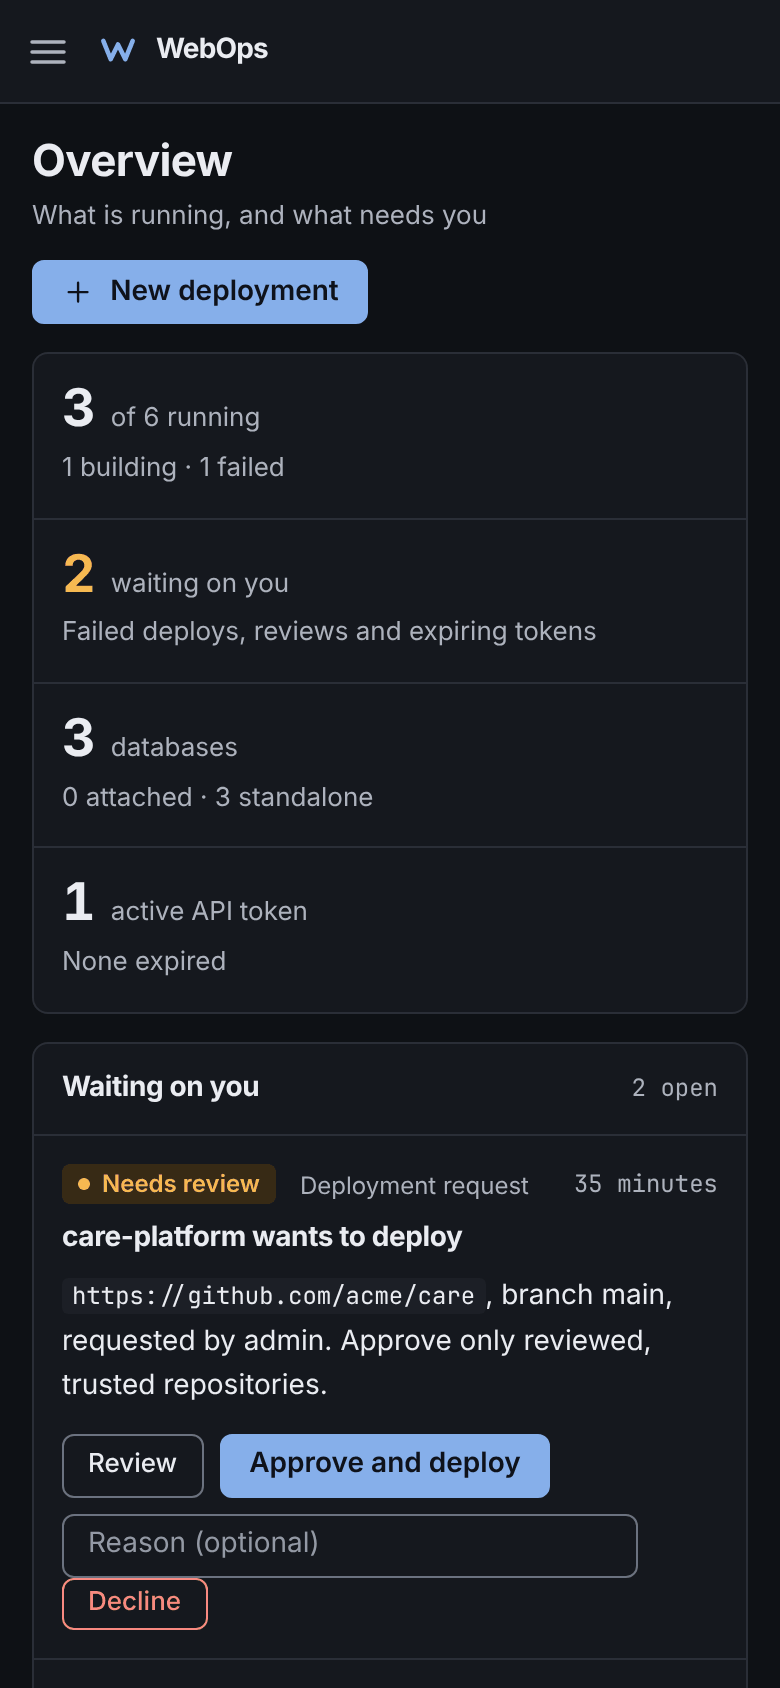 WebOps
Overview
What is running, and what needs you
New deployment
3 of 6 running
1 building · 1 failed
2 waiting on you
Failed deploys, reviews and expiring tokens
3 databases
0 attached · 3 standalone
1 active API token
None expired
Waiting on you 2 open
Needs review Deployment request 35 minutes
care-platform wants to deploy
https://github.com/acme/care, branch main,
requested by admin. Approve only reviewed,
trusted repositories.
Review Approve and deploy
Reason (optional)
Decline